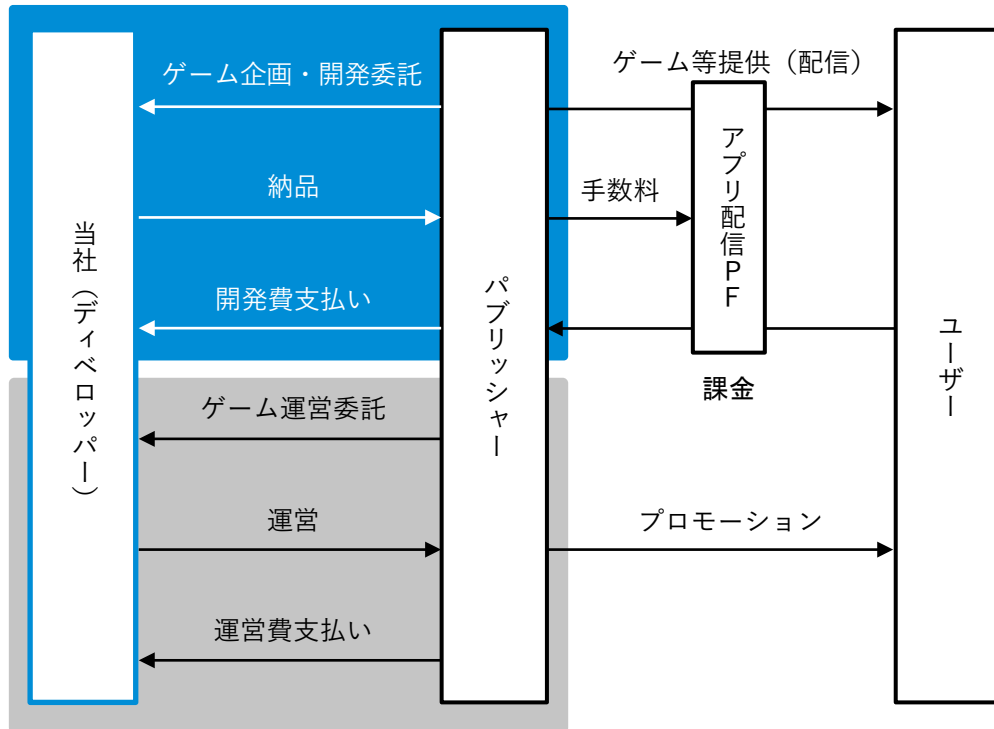 ゲーム企画・開発委託
ゲーム等提供（配信）
納品
手数料
アプリ配信ＰＦ
当社（ディベロッパー）
開発費支払い
パブリッシャー
ユーザー
課金
ゲーム運営委託
運営
プロモーション
運営費支払い